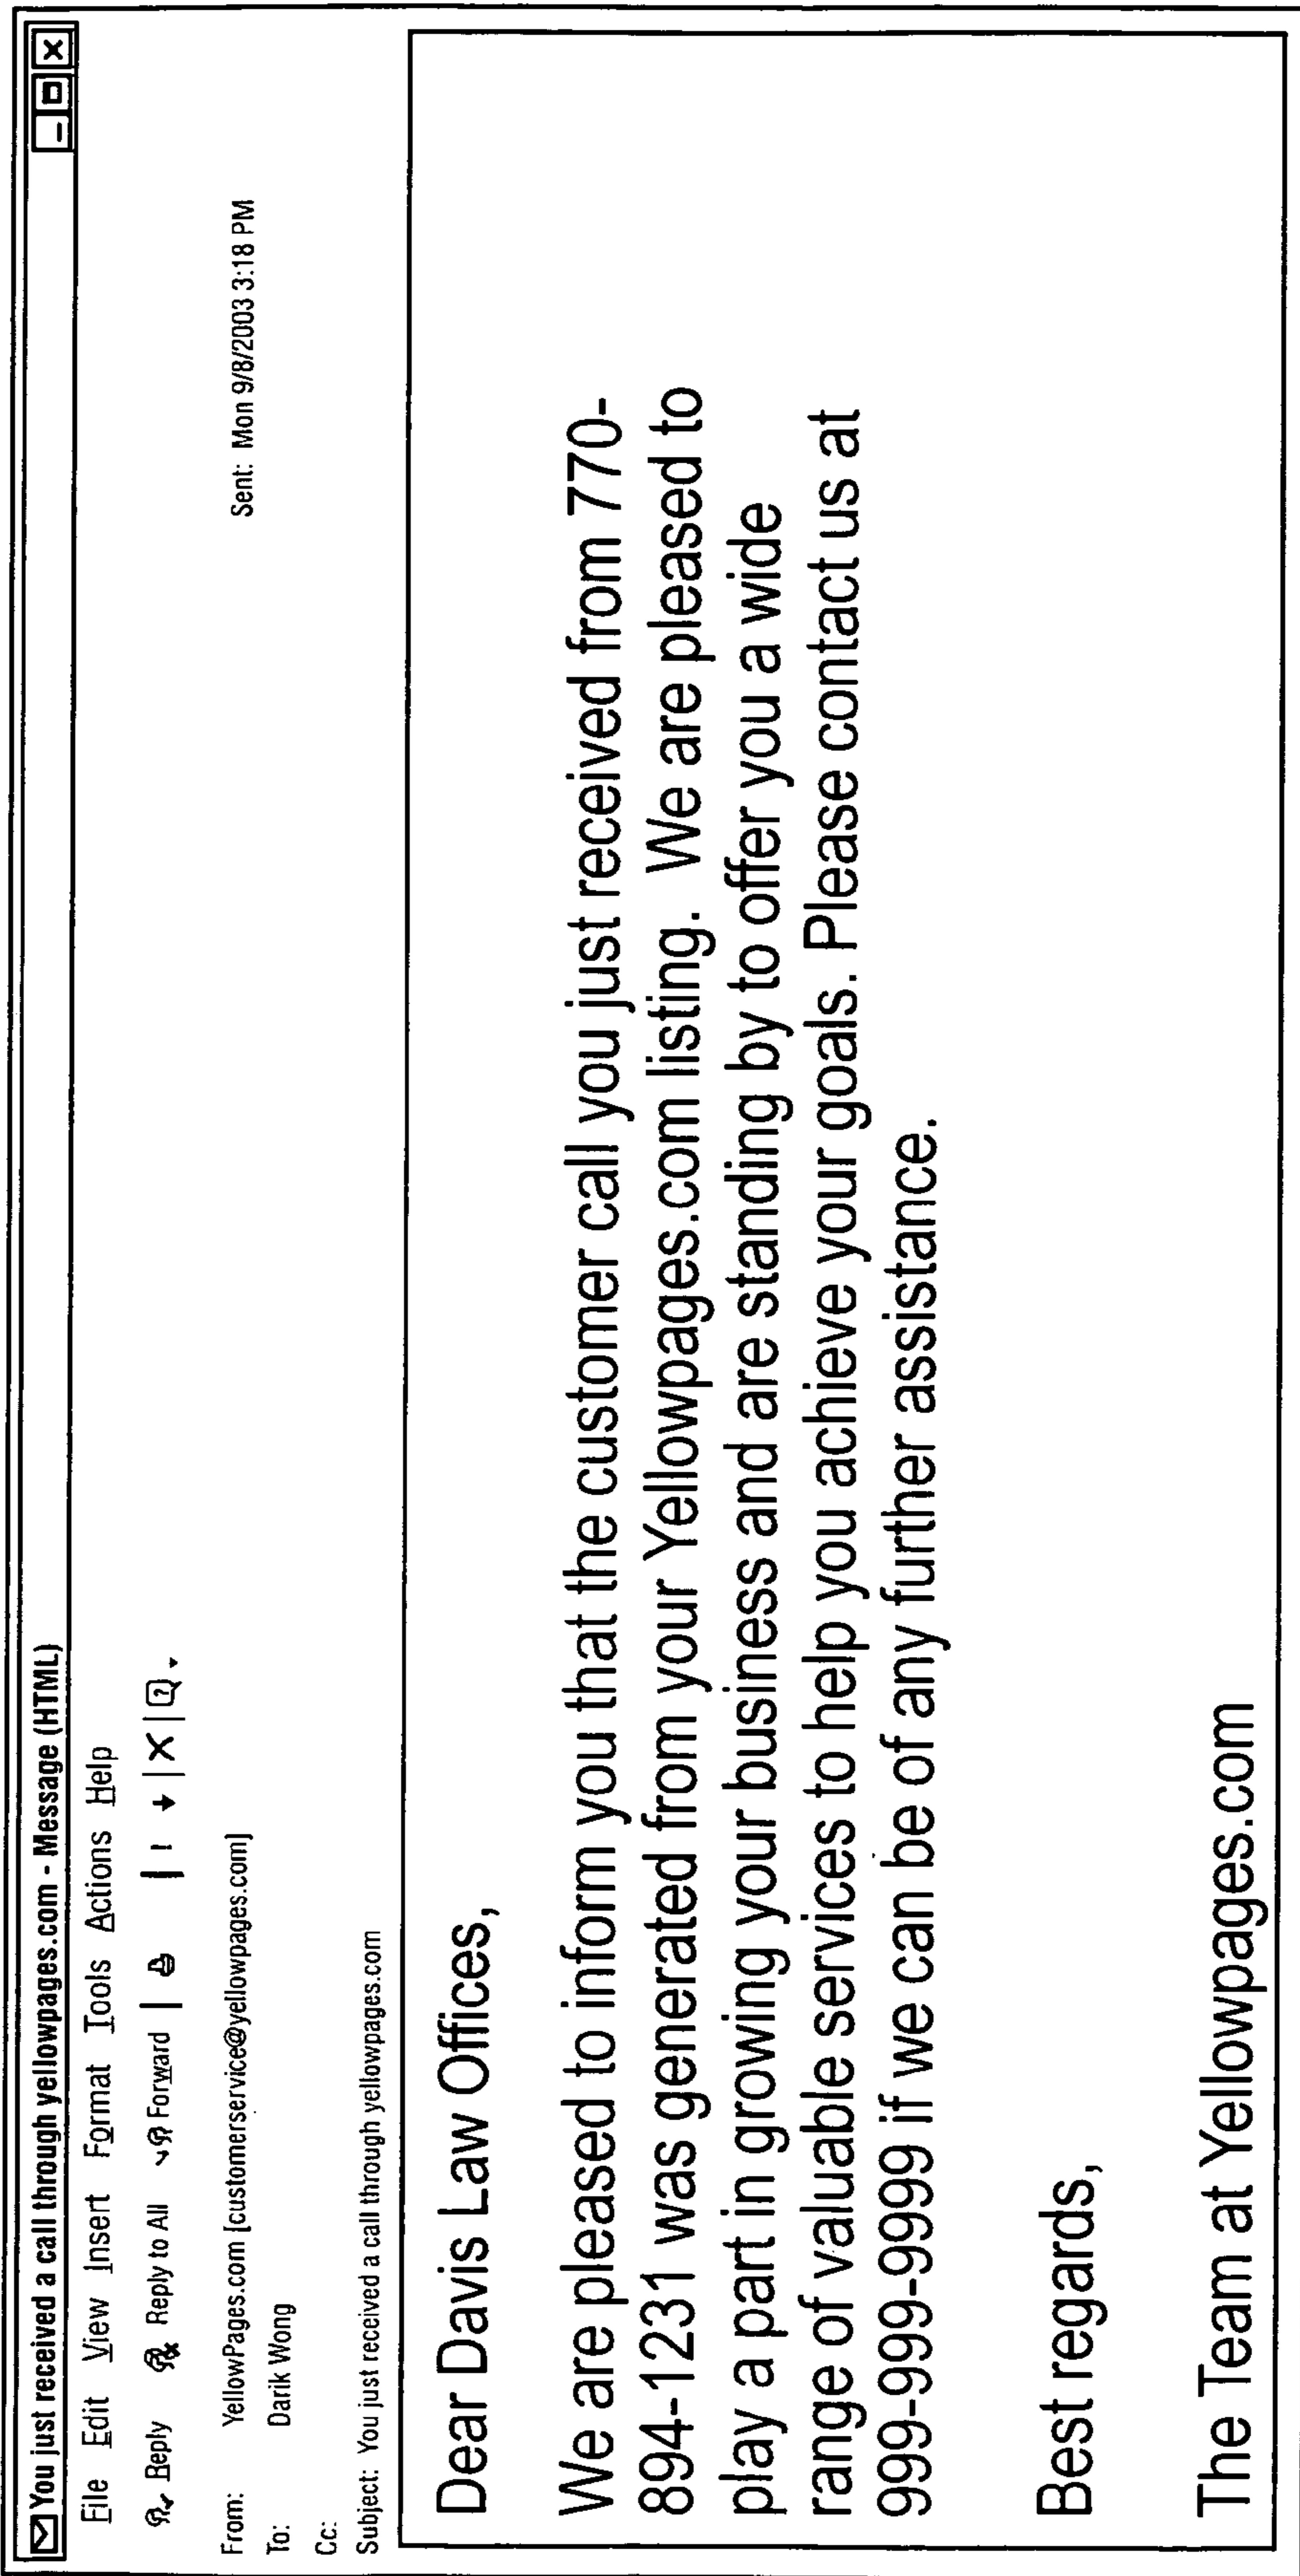 You just received a call through yellowpages.com - Message (HTML)
File Edit View Insert Format Tools Actions Help
Reply Reply to All Forward
From: YellowPages.com [customerservice@yellowpages.com] Sent: Mon 9/8/2003 3:18 PM
To: Darik Wong
Cc:
Subject: You just received a call through yellowpages.com
Dear Davis Law Offices,
We are pleased to inform you that the customer call you just received from 770-
894-1231 was generated from your Yellowpages.com listing. We are pleased to
play a part in growing your business and are standing by to offer you a wide
range of valuable services to help you achieve your goals. Please contact us at
999-999-9999 if we can be of any further assistance.
Best regards,
The Team at Yellowpages.com